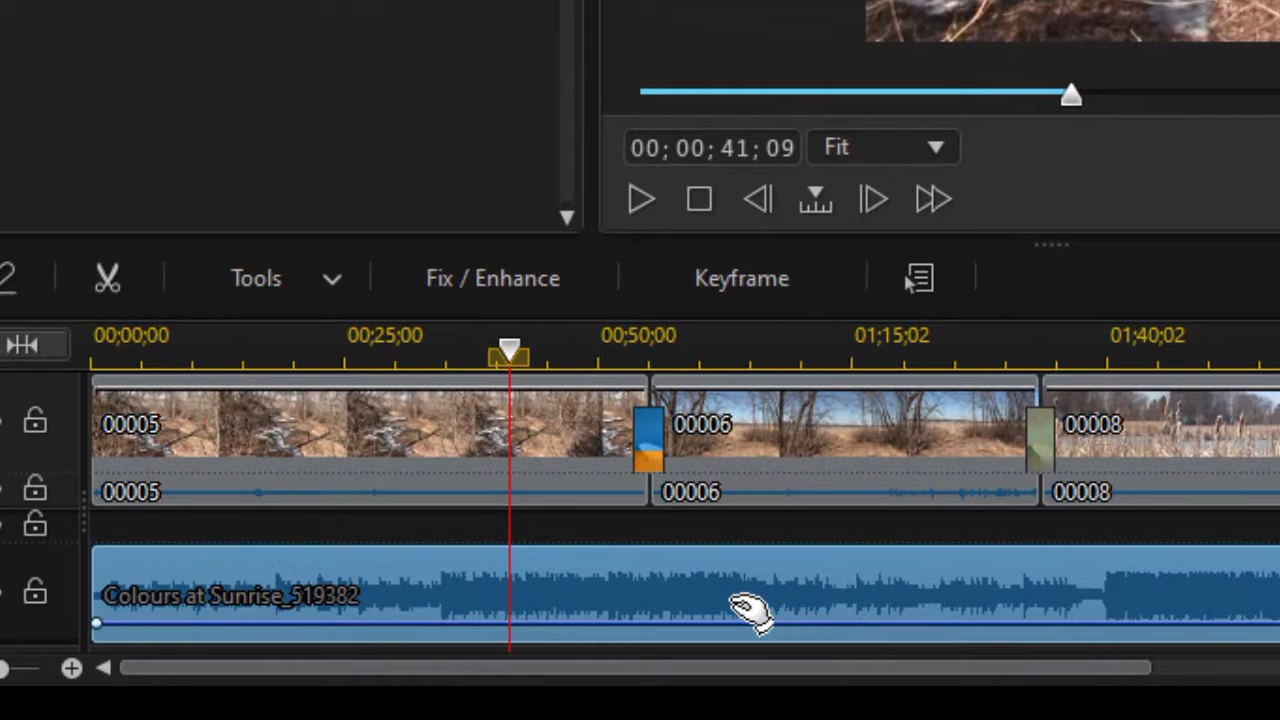 00; 00; 41; 09
Fit
Tools
Fix / Enhance
Keyframe
00;00;00
00;25;00
00;50;00
01;15;02
01;40;02
00005
00006
00008
00005
00006
00008
Colours at Sunrise_519382